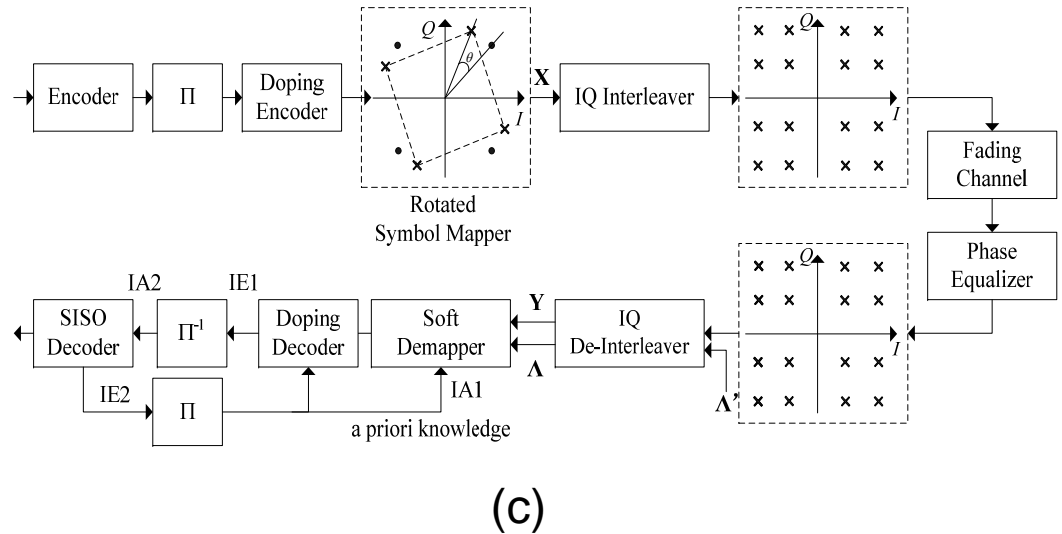 Encoder
Π
Doping
Encoder
Q
θ
I
Rotated
Symbol Mapper
X
IQ Interleaver
Q
I
Fading
Channel
Phase
Equalizer
Q
I
IQ
De-Interleaver
Λ'
Y
Λ
Soft
Demapper
IA1
Doping
Decoder
IE1
Π-1
IA2
SISO
Decoder
IE2
Π
a priori knowledge
(c)